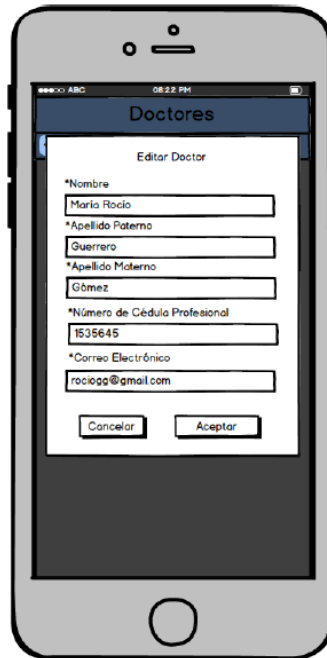 ABC 08:22 PM
Doctores
Editar Doctor
*Nombre
Maria Rocio
*Apellido Paterno
Guerrero
*Apellido Materno
Gómez
*Número de Cédula Profesional
1535645
*Correo Electrónico
rociogg@gmail.com
Cancelar Aceptar